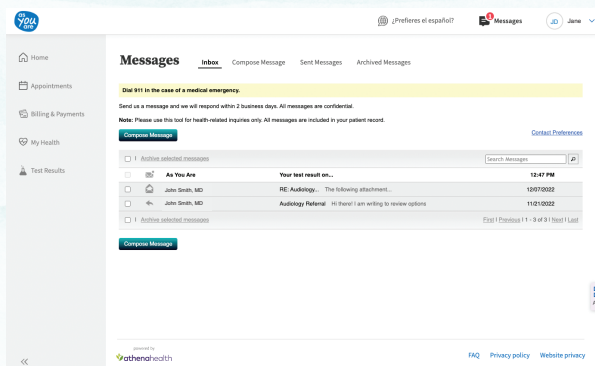 as
you
are
¿Prefieres el español?
1
Messages
JD
Jane
Home
Appointments
Billing & Payments
My Health
Test Results
Messages
Inbox
Compose Message
Sent Messages
Archived Messages
Dial 911 in the case of a medical emergency.
Send us a message and we will respond within 2 business days. All messages are confidential.
Note: Please use this tool for health-related inquiries only. All messages are included in your patient record.
Compose Message
Contact Preferences
Archive selected messages
Search Messages
As You Are Your test result on... 12:47 PM
John Smith, MD RE: Audiology... The following attachment... 12/07/2022
John Smith, MD Audiology Referral Hi there! I am writing to review options 11/21/2022
Archive selected messages
First | Previous | 1 - 3 of 3 | Next | Last
Compose Message
powered by
athenahealth
FAQ Privacy policy Website privacy